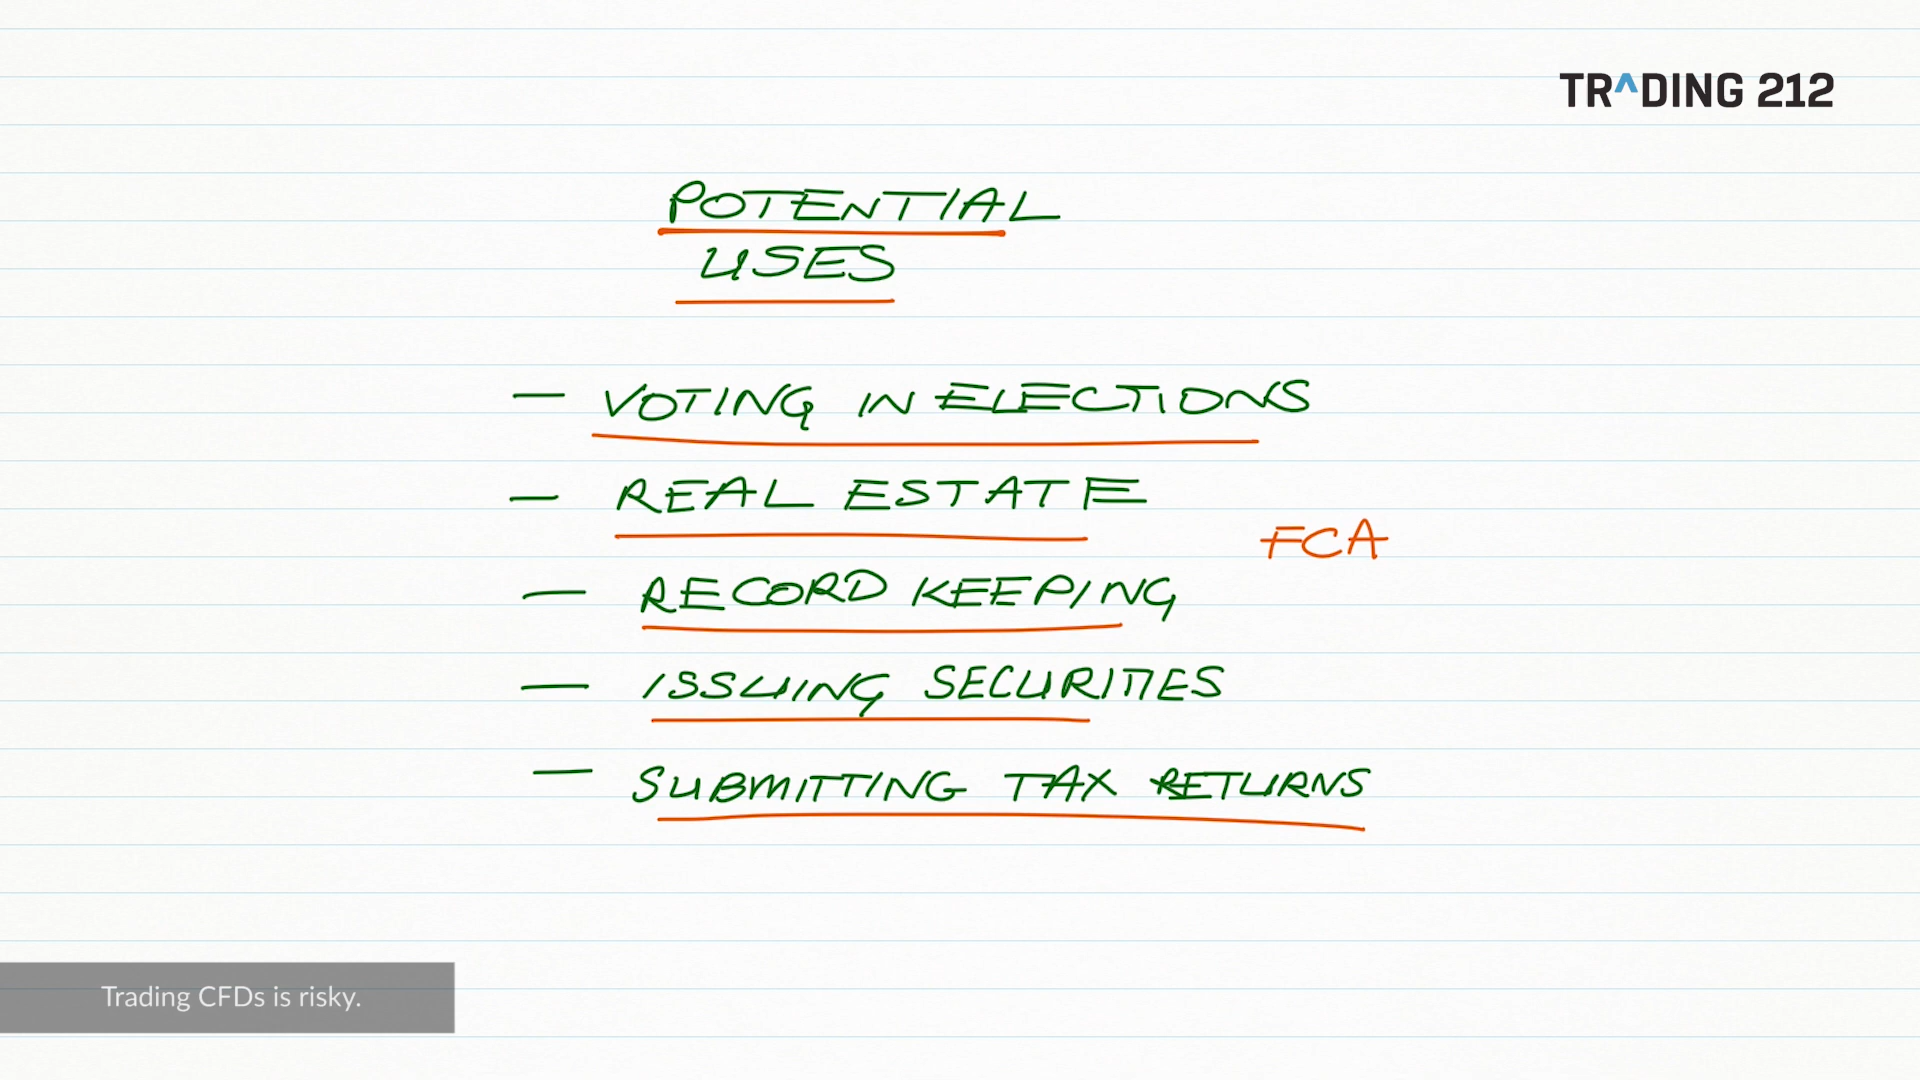 TRADING 212
POTENTIAL
USES
- VOTING IN ELECTIONS
- REAL ESTATE
FCA
- RECORD KEEPING
- ISSUING SECURITIES
- SUBMITTING TAX RETURNS
Trading CFDs is risky.